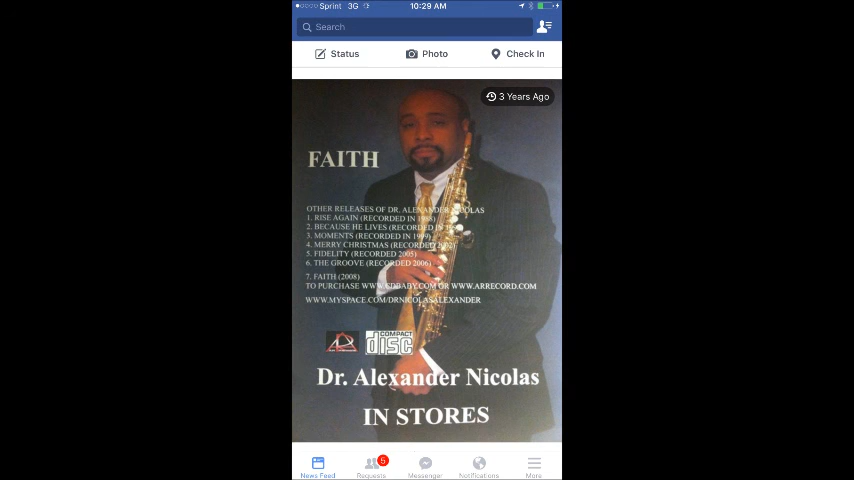 Sprint 3G 10:29 AM
Search
Status Photo Check In
3 Years Ago
FAITH
OTHER RELEASES OF DR. ALEXANDER NICOLAS
1. RISE AGAIN (RECORDED IN 1988)
2. BECAUSE HE LIVES (RECORDED IN
3. MOMENTS (RECORDED IN 1999)
4. MERRY CHRISTMAS (RECORDED 2002)
5. FIDELITY (RECORDED 2005)
6. THE GROOVE (RECORDED 2006)
7. FAITH (2008)
TO PURCHASE WWW.CDBABY.COM OR WWW.ARRECORD.COM
WWW.MYSPACE.COM/DRNICOLASALEXANDER
COMPACT
disc
Dr. Alexander Nicolas
IN STORES
5
News Feed Requests Messenger Notifications More